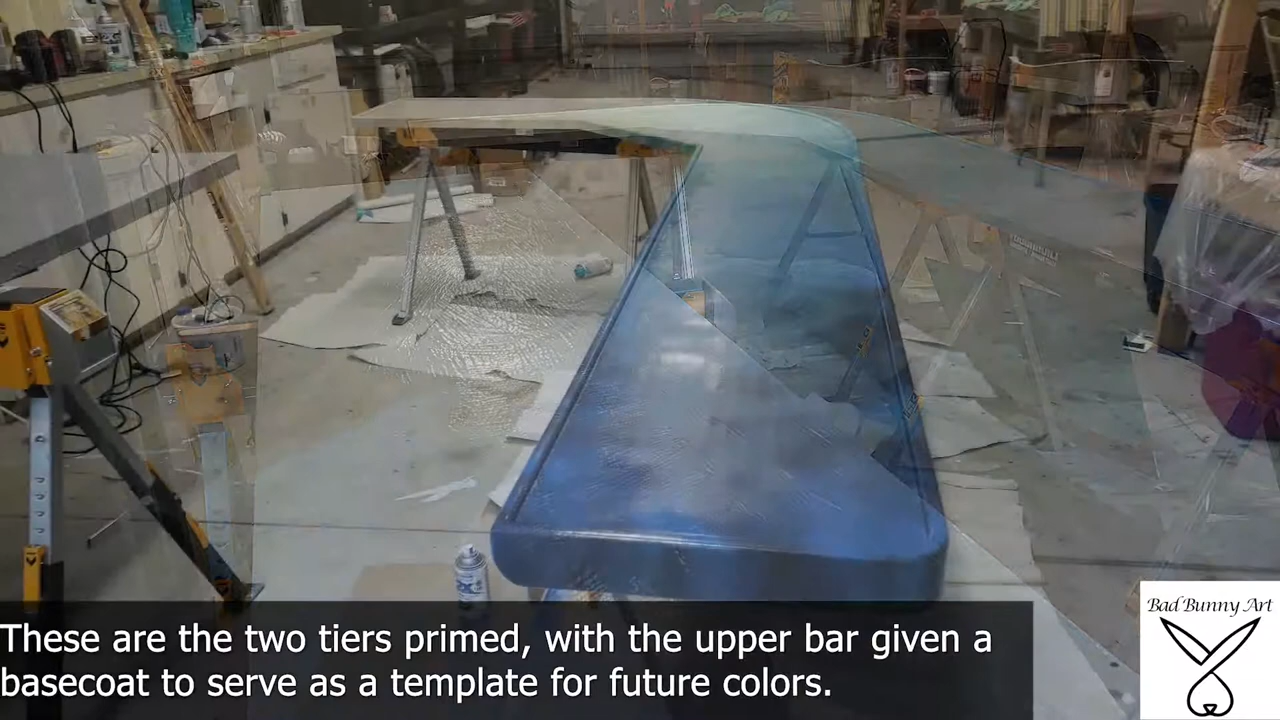 These are the two tiers primed, with the upper bar given a
basecoat to serve as a template for future colors.
Bad Bunny Art